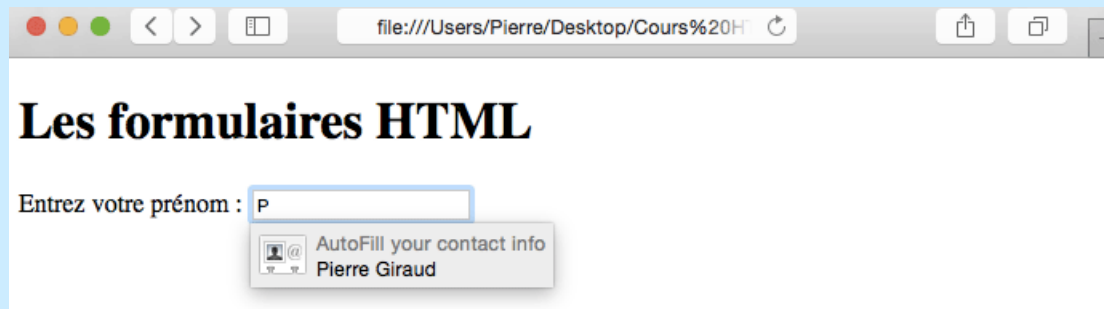 file:///Users/Pierre/Desktop/Cours%20H
Les formulaires HTML
Entrez votre prénom : P
AutoFill your contact info
Pierre Giraud